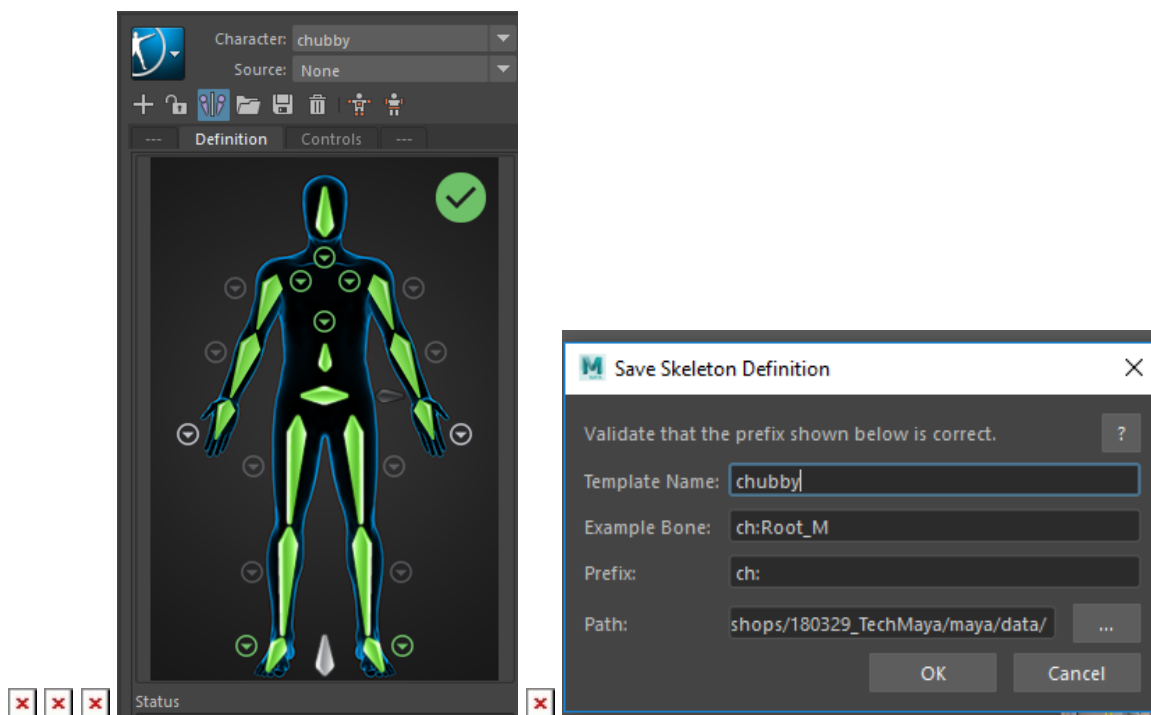 Character: chubby
Source: None
--- Definition Controls ---
Status
M Save Skeleton Definition
Validate that the prefix shown below is correct. ?
Template Name: chubby
Example Bone: ch:Root_M
Prefix: ch:
Path: shops/180329_TechMaya/maya/data/ ...
OK Cancel